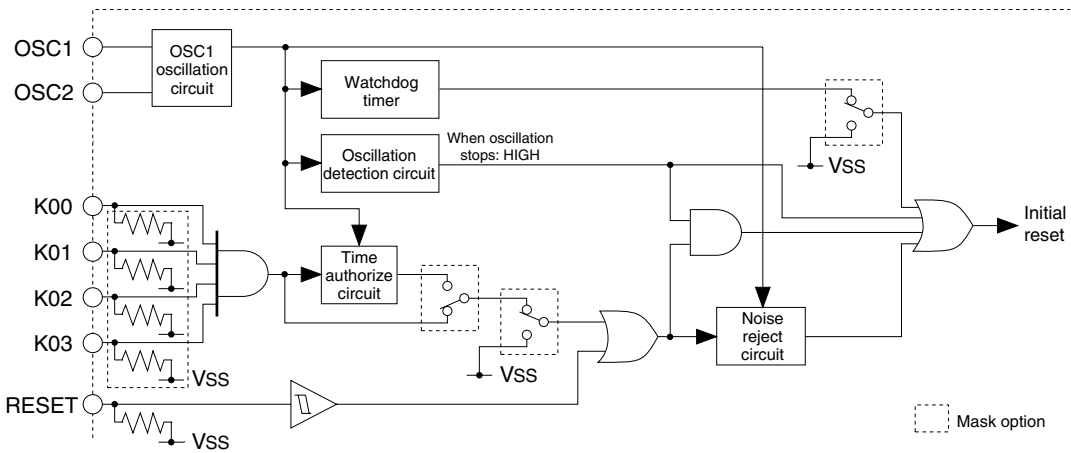 OSC1
OSC2
OSC1
oscillation
circuit
Watchdog
timer
Oscillation
detection circuit
When oscillation
stops: HIGH
VSS
K00
K01
K02
K03
VSS
Time
authorize
circuit
VSS
Noise
reject
circuit
Initial
reset
RESET
VSS
Mask option